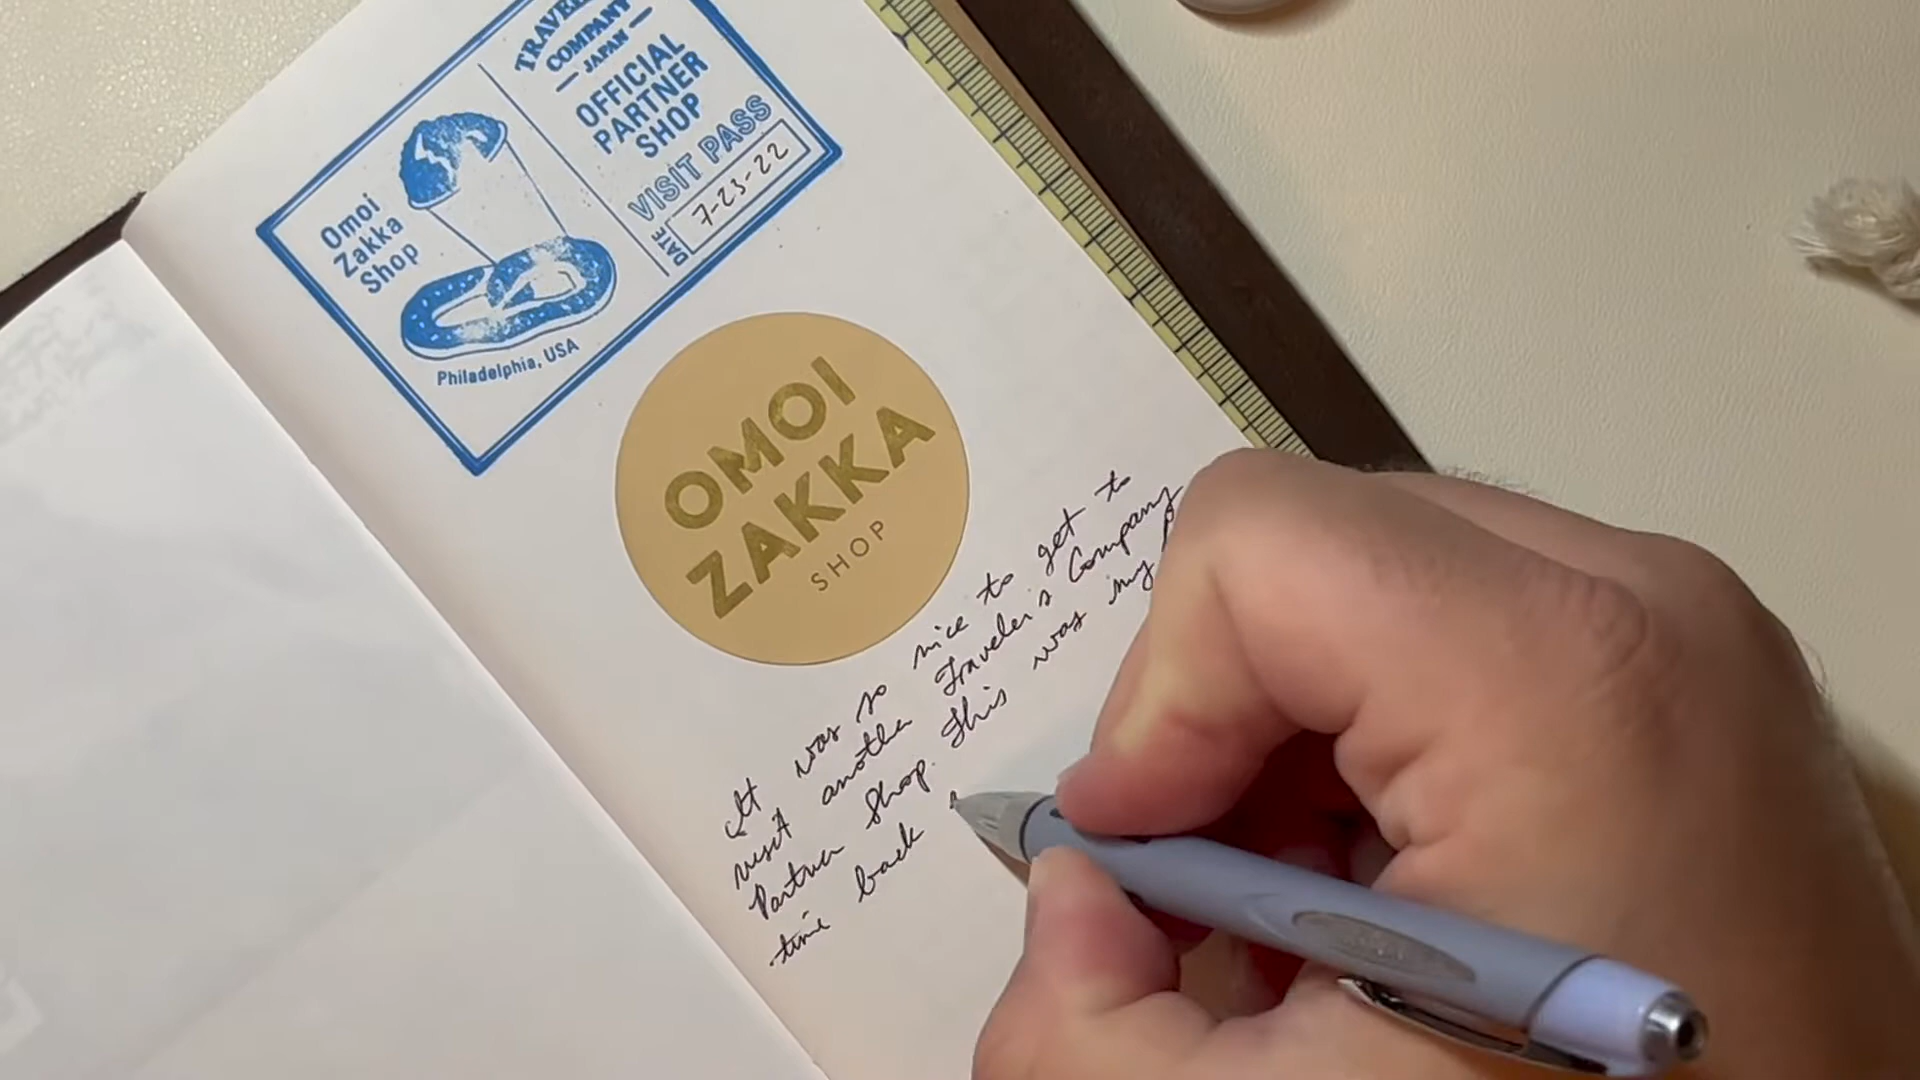 TRAVELER'S
COMPANY
JAPAN
OFFICIAL
PARTNER
SHOP
VISIT PASS
DATE 7-23-22
Omoi
Zakka
Shop
Philadelphia, USA
OMOI
ZAKKA
SHOP
It was so nice to get to
visit another Traveler's Company
Partner Shop. This was my
time back